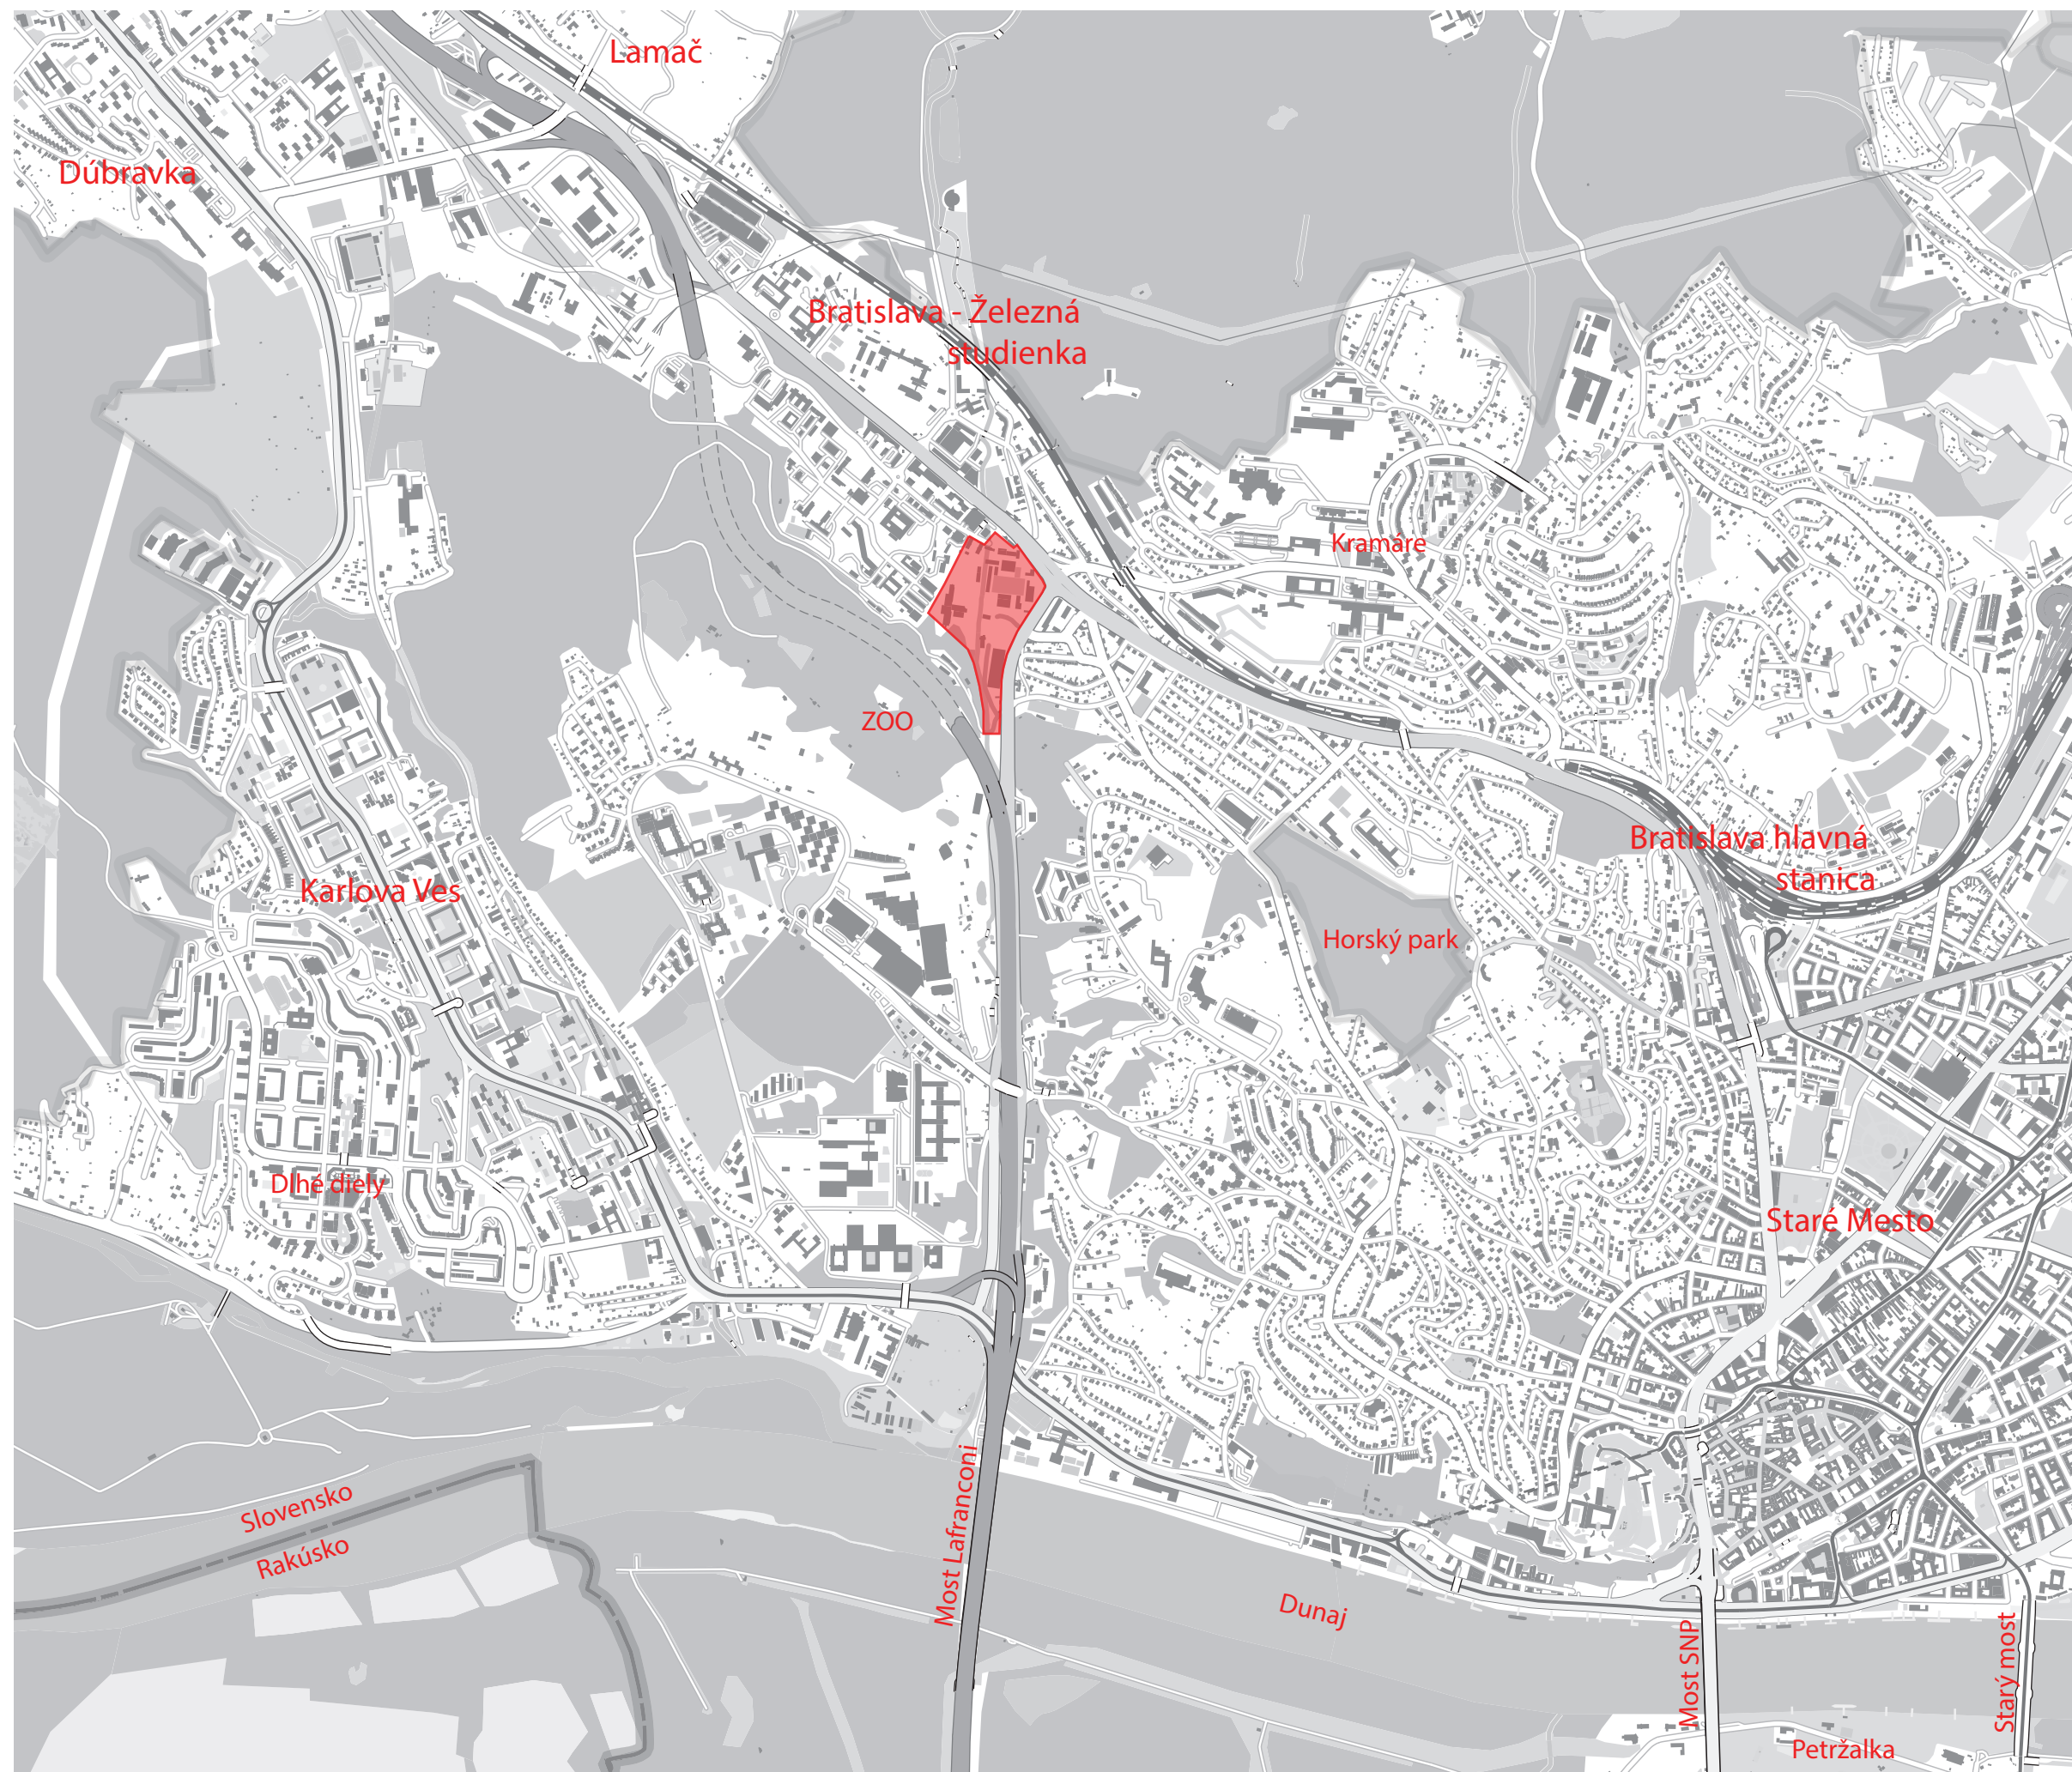 Lamač
Dúbravka
Bratislava - Železná
studienka
Kramáre
ZOO
Bratislava hlavná
stanica
Karlova Ves
Horský park
Dlhé diely
Staré Mesto
Slovensko
Rakúsko
Most Lafranconi
Dunaj
Most SNP
Starý most
Petržalka